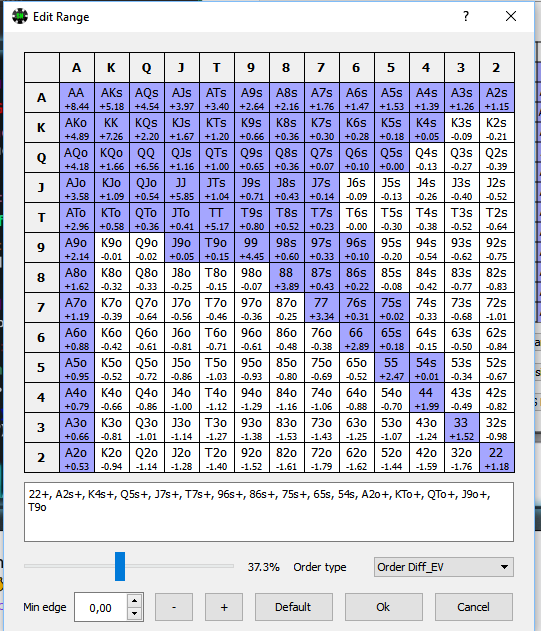 Edit Range
?
A K Q J T 9 8 7 6 5 4 3 2
A AA AKs AQs AJs ATs A9s A8s A7s A6s A5s A4s A3s A2s
+8.44 +5.18 +4.54 +3.97 +3.40 +2.64 +2.16 +1.76 +1.47 +1.53 +1.39 +1.26 +1.15
K AKo KK KQs KJs KTs K9s K8s K7s K6s K5s K4s K3s K2s
+4.89 +7.26 +2.20 +1.67 +1.20 +0.66 +0.36 +0.30 +0.28 +0.18 +0.05 -0.09 -0.21
Q AQo KQo QQ QJs QTs Q9s Q8s Q7s Q6s Q5s Q4s Q3s Q2s
+4.18 +1.66 +6.56 +1.16 +1.00 +0.65 +0.36 +0.07 +0.10 +0.00 -0.13 -0.27 -0.39
J AJo KJo QJo JJ JTs J9s J8s J7s J6s J5s J4s J3s J2s
+3.58 +1.09 +0.54 +5.85 +1.04 +0.71 +0.43 +0.14 -0.09 -0.13 -0.26 -0.40 -0.52
T ATo KTo QTo JTo TT T9s T8s T7s T6s T5s T4s T3s T2s
+2.96 +0.58 +0.36 +0.41 +5.17 +0.80 +0.52 +0.23 -0.00 -0.30 -0.38 -0.52 -0.64
9 A9o K9o Q9o J9o T9o 99 98s 97s 96s 95s 94s 93s 92s
+2.14 -0.01 -0.02 +0.05 +0.15 +4.45 +0.60 +0.33 +0.10 -0.20 -0.54 -0.62 -0.75
8 A8o K8o Q8o J8o T8o 98o 88 87s 86s 85s 84s 83s 82s
+1.62 -0.32 -0.33 -0.25 -0.15 -0.07 +3.89 +0.43 +0.22 -0.08 -0.42 -0.77 -0.83
7 A7o K7o Q7o J7o T7o 97o 87o 77 76s 75s 74s 73s 72s
+1.19 -0.39 -0.64 -0.56 -0.46 -0.36 -0.25 +3.34 +0.31 +0.02 -0.33 -0.68 -1.01
6 A6o K6o Q6o J6o T6o 96o 86o 76o 66 65s 64s 63s 62s
+0.88 -0.42 -0.61 -0.81 -0.71 -0.61 -0.48 -0.38 +2.89 +0.18 -0.15 -0.50 -0.84
5 A5o K5o Q5o J5o T5o 95o 85o 75o 65o 55 54s 53s 52s
+0.95 -0.52 -0.72 -0.86 -1.03 -0.93 -0.80 -0.69 -0.52 +2.47 +0.01 -0.34 -0.67
4 A4o K4o Q4o J4o T4o 94o 84o 74o 64o 54o 44 43s 42s
+0.79 -0.66 -0.86 -1.00 -1.12 -1.29 -1.16 -1.06 -0.88 -0.70 +1.99 -0.49 -0.82
3 A3o K3o Q3o J3o T3o 93o 83o 73o 63o 53o 43o 33 32s
+0.66 -0.81 -1.01 -1.14 -1.27 -1.38 -1.53 -1.43 -1.25 -1.07 -1.24 +1.52 -0.98
2 A2o K2o Q2o J2o T2o 92o 82o 72o 62o 52o 42o 32o 22
+0.53 -0.94 -1.14 -1.28 -1.40 -1.52 -1.61 -1.79 -1.62 -1.44 -1.59 -1.76 +1.18
22+, A2s+, K4s+, Q5s+, J7s+, T7s+, 96s+, 86s+, 75s+, 65s, 54s, A2o+, KTo+, QTo+, J9o+,
T9o
37.3% Order type Order Diff_EV
Min edge 0,00 - + Default Ok Cancel